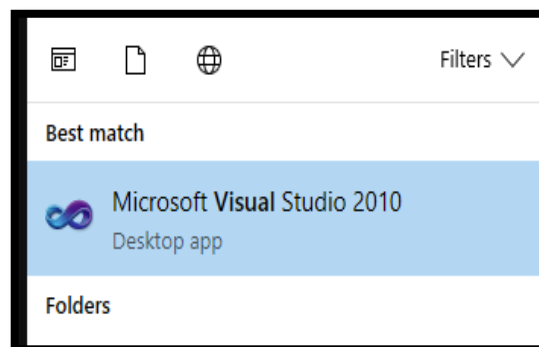 Filters
Best match
Microsoft Visual Studio 2010
Desktop app
Folders